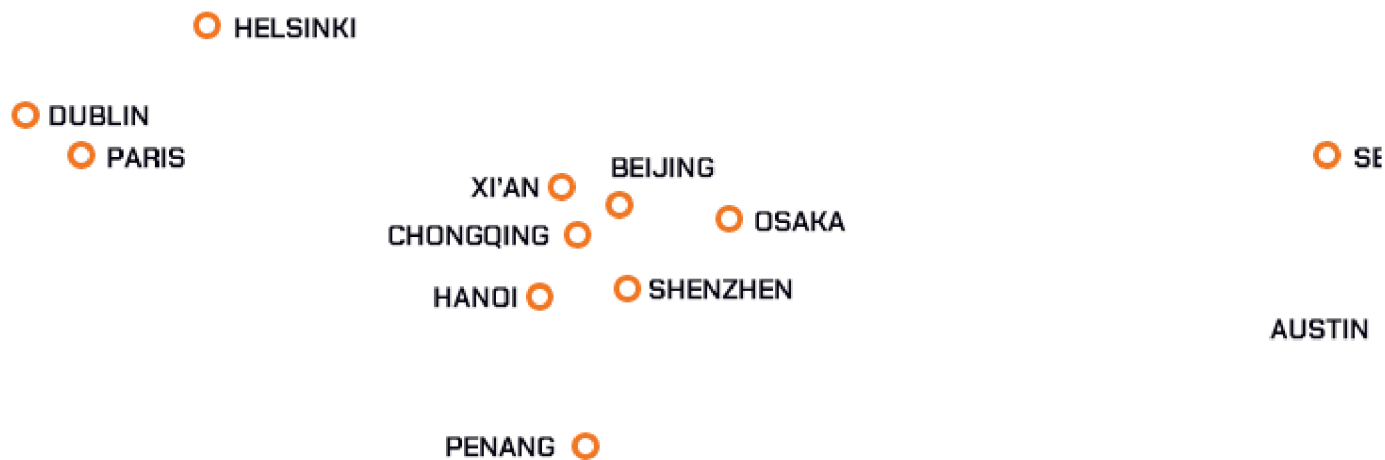 HELSINKI
DUBLIN
PARIS
BEIJING
XI'AN
OSAKA
CHONGQING
SHENZHEN
HANOI
AUSTIN
PENANG